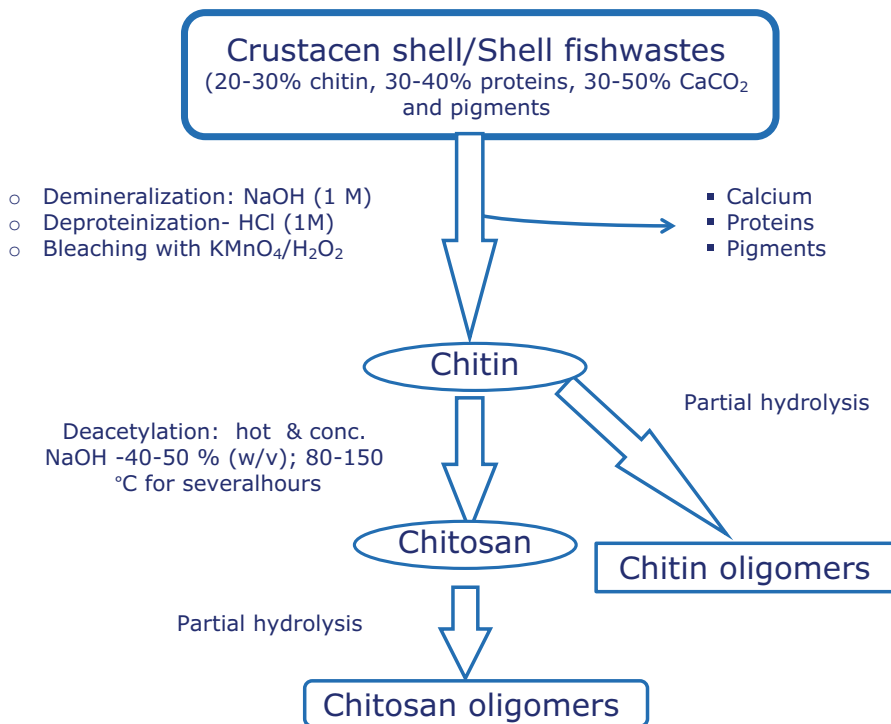 Crustacen shell/Shell fishwastes
(20-30% chitin, 30-40% proteins, 30-50% CaCO₂
and pigments
○ Demineralization: NaOH (1 M)
○ Deproteinization- HCl (1M)
○ Bleaching with KMnO₄/H₂O₂
▪ Calcium
▪ Proteins
▪ Pigments
Chitin
Partial hydrolysis
Deacetylation: hot & conc.
NaOH -40-50 % (w/v); 80-150
°C for severalhours
Chitosan
Chitin oligomers
Partial hydrolysis
Chitosan oligomers